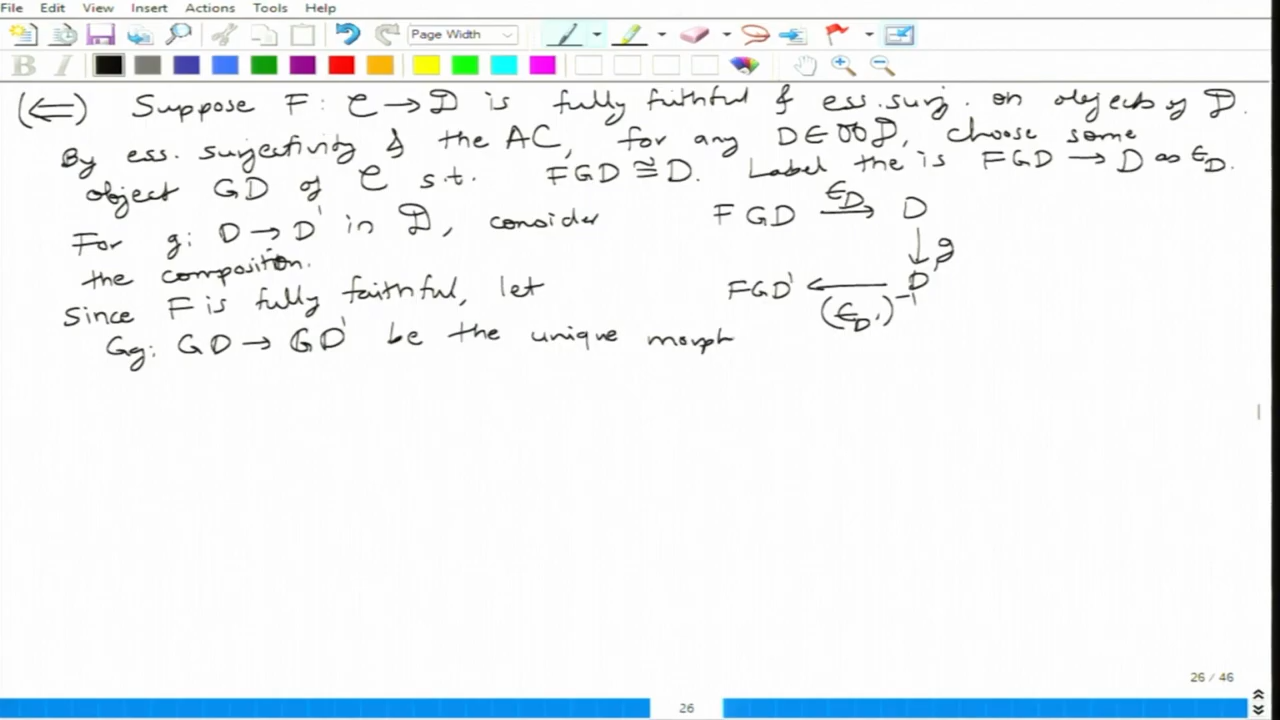 File Edit View Insert Actions Tools Help
Page Width
B I
(⇐) Suppose F : C → D is fully faithful & ess. surj. on objects of D.
By ess. surjectivity & the AC, for any D ∈ Ob D, choose some
object GD of C s.t. FGD ≅ D. Label the is FGD → D as ϵ_D.
For g: D → D' in D, consider
the composition.
FGD —ϵ_D→ D
↓ g
FGD' ← D'
(ϵ_D')⁻¹
Since F is fully faithful, let
Gg: GD → GD' be the unique morph
26 / 46
26